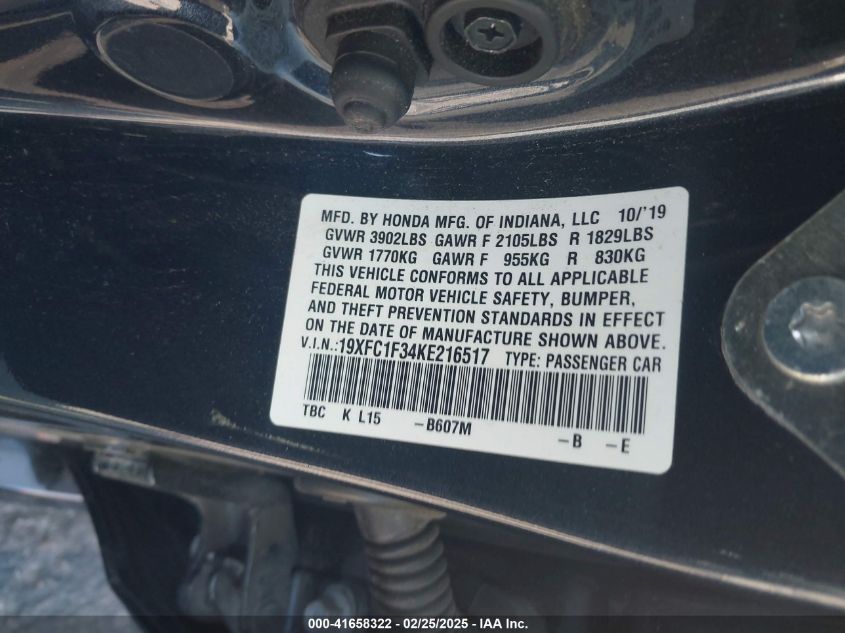 MFD. BY HONDA MFG. OF INDIANA, LLC 10/'19
GVWR 3902LBS GAWR F 2105LBS R 1829LBS
GVWR 1770KG GAWR F 955KG R 830KG
THIS VEHICLE CONFORMS TO ALL APPLICABLE
FEDERAL MOTOR VEHICLE SAFETY, BUMPER,
AND THEFT PREVENTION STANDARDS IN EFFECT
ON THE DATE OF MANUFACTURE SHOWN ABOVE.
V.I.N.:19XFC1F34KE216517 TYPE: PASSENGER CAR
TBC K L15 -B607M -B -E
000-41658322 / 02/25/2025 - IAA Inc.